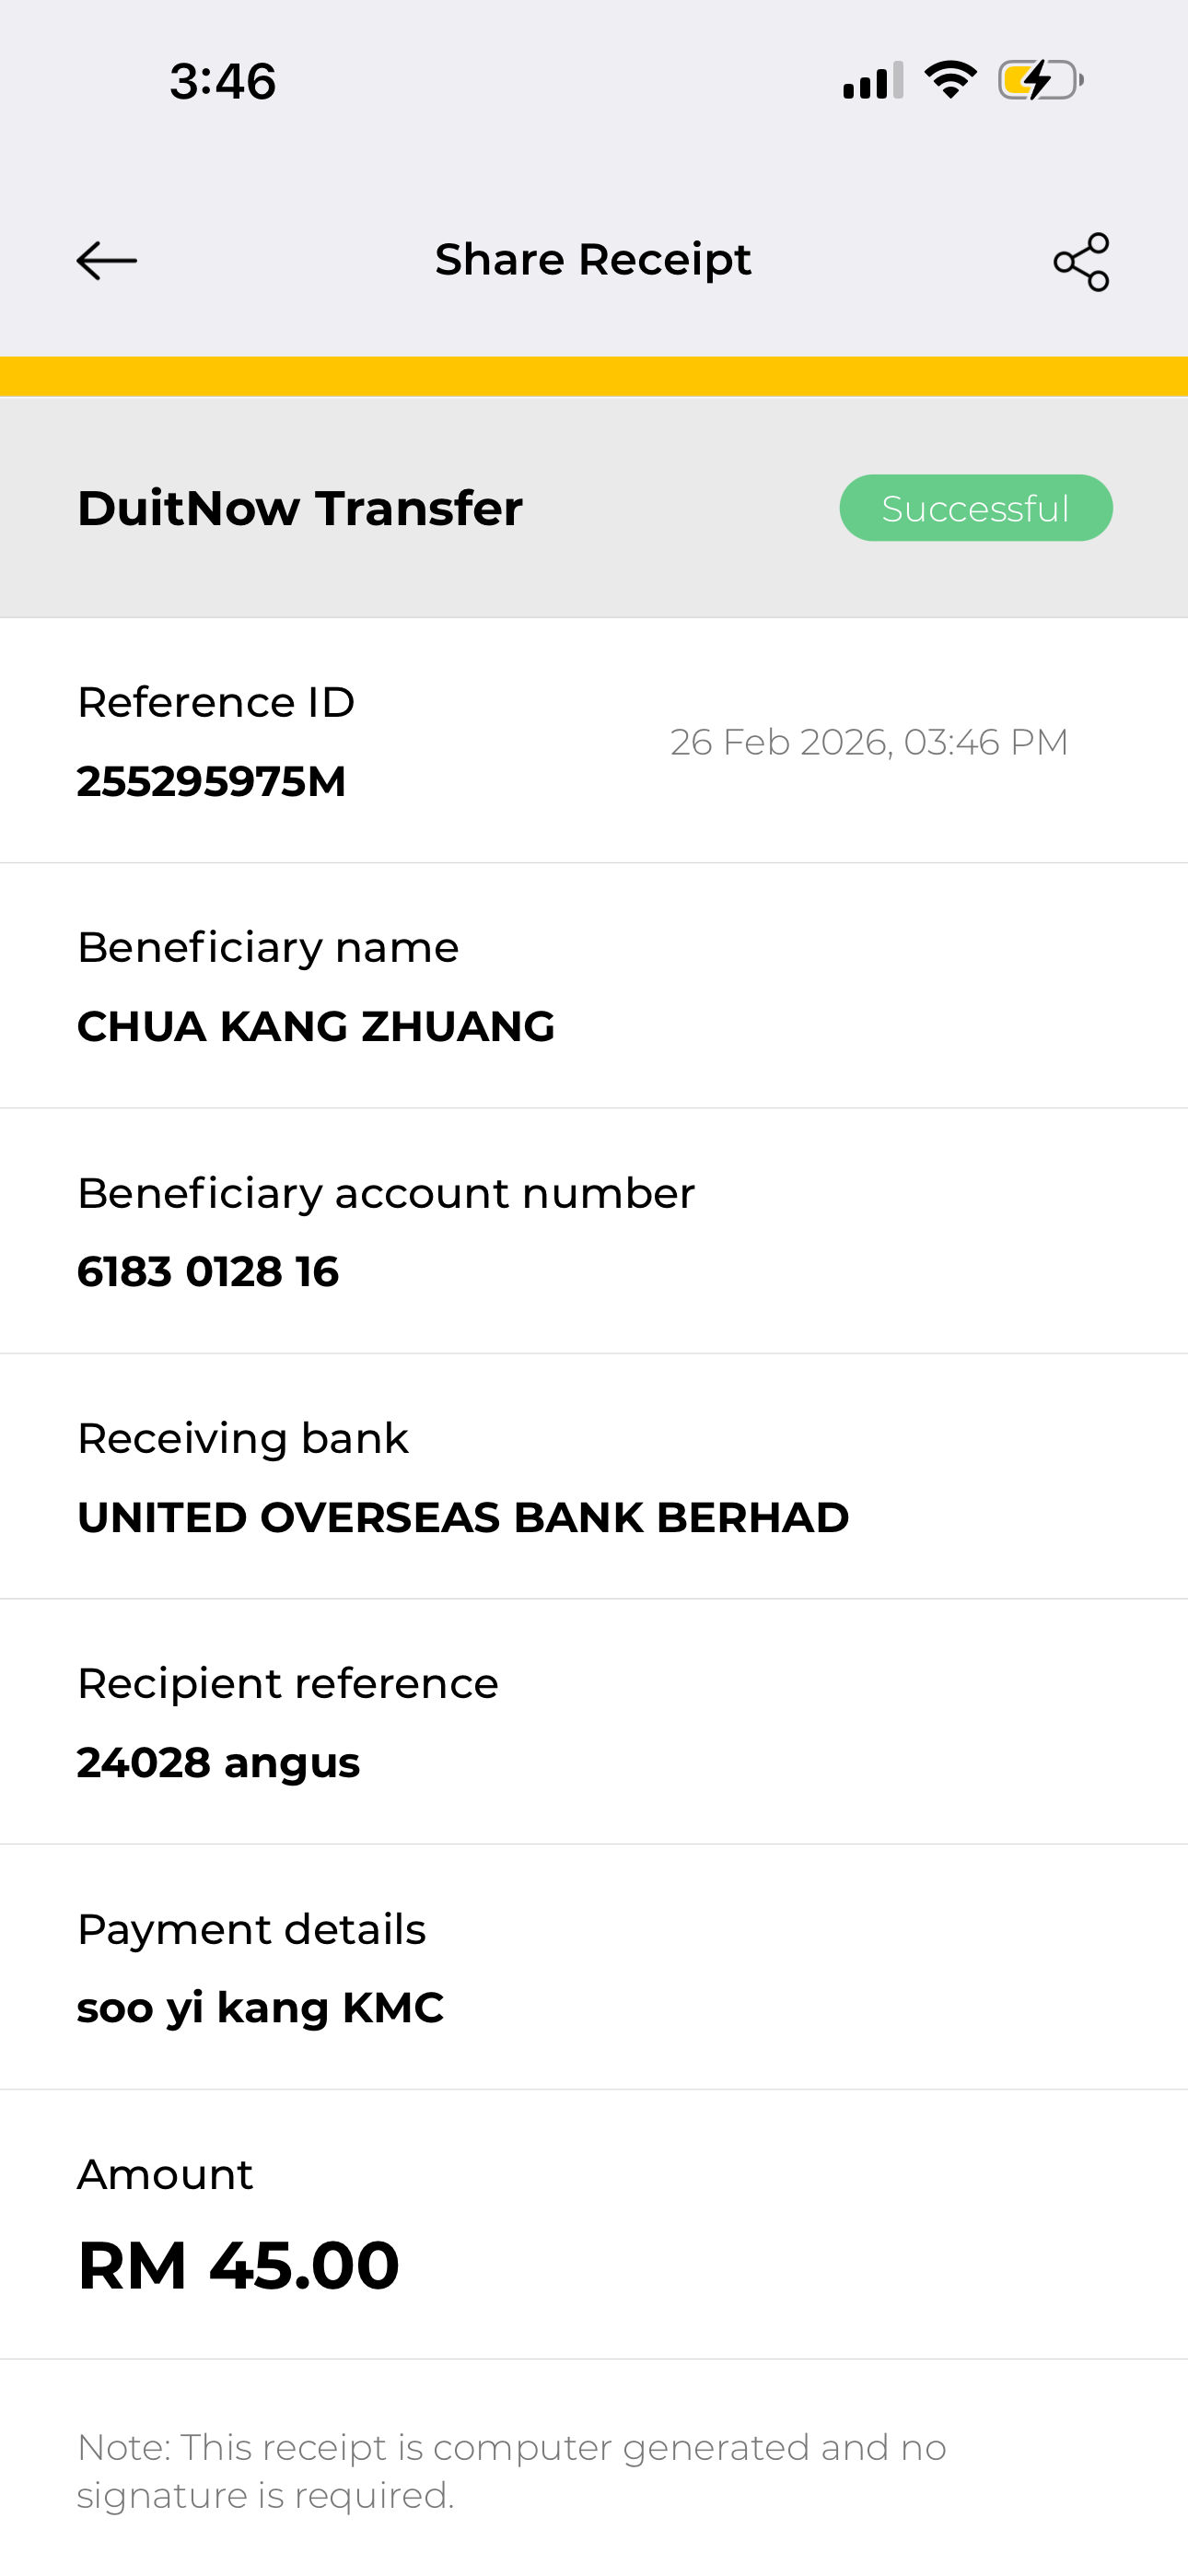 3:46
Share Receipt
DuitNow Transfer
Successful
Reference ID
26 Feb 2026, 03:46 PM
255295975M
Beneficiary name
CHUA KANG ZHUANG
Beneficiary account number
6183 0128 16
Receiving bank
UNITED OVERSEAS BANK BERHAD
Recipient reference
24028 angus
Payment details
soo yi kang KMC
Amount
RM 45.00
Note: This receipt is computer generated and no
signature is required.